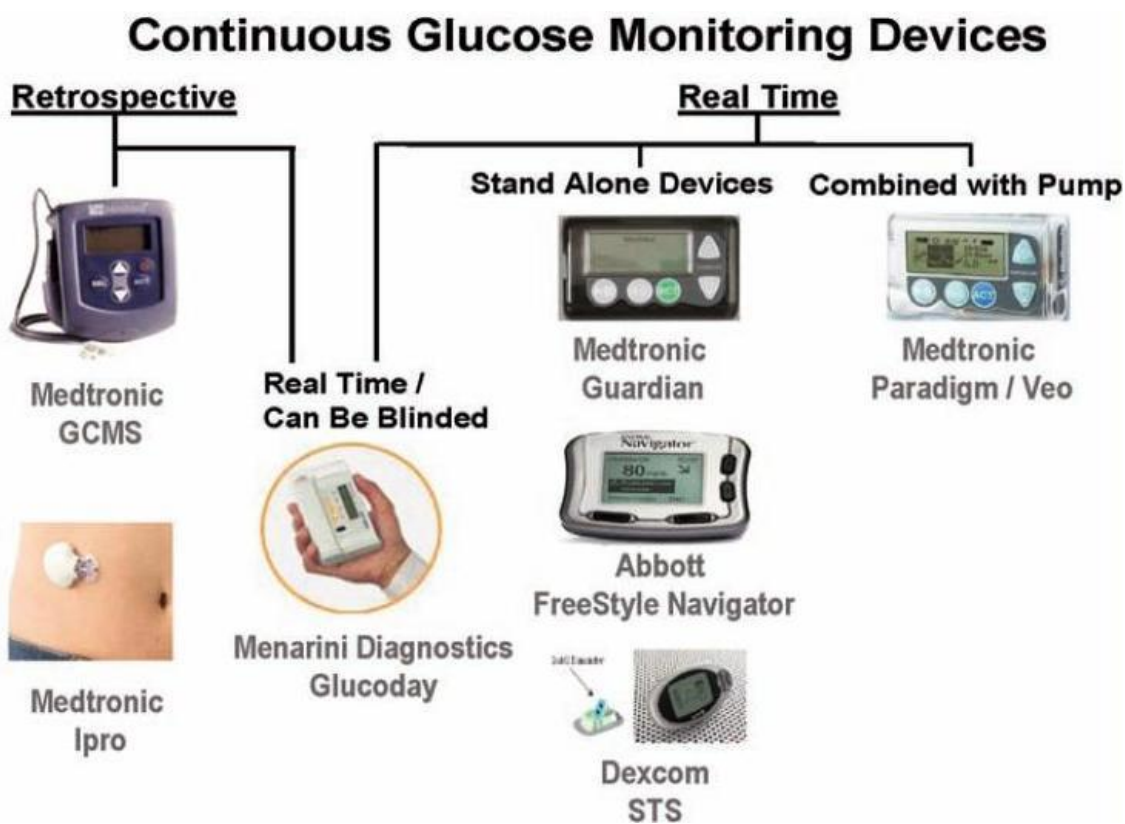 Continuous Glucose Monitoring Devices
Retrospective
Real Time
Stand Alone Devices
Combined with Pump
Medtronic
GCMS
Real Time /
Can Be Blinded
Medtronic
Guardian
Medtronic
Paradigm / Veo
Navigator
80
Abbott
FreeStyle Navigator
Menarini Diagnostics
Glucoday
Medtronic
Ipro
Dexcom
STS
ACT